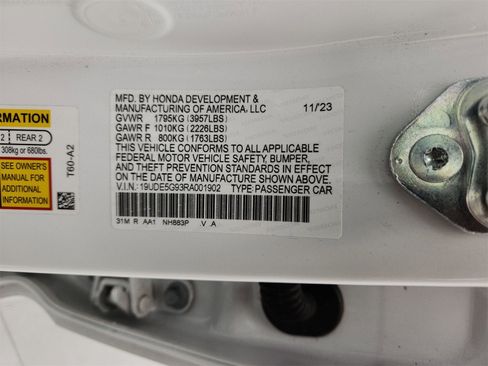 MFD. BY HONDA DEVELOPMENT &
MANUFACTURING OF AMERICA, LLC 11/23
GVWR 1795KG (3957LBS)
GAWR F 1010KG (2226LBS)
GAWR R 800KG (1763LBS)
THIS VEHICLE CONFORMS TO ALL APPLICABLE
FEDERAL MOTOR VEHICLE SAFETY, BUMPER,
AND THEFT PREVENTION STANDARDS IN EFFECT
ON THE DATE OF MANUFACTURE SHOWN ABOVE.
V.I.N.: 19UDE5G93RA001902 TYPE: PASSENGER CAR
31M R AA1 NH883P V A
ORMATION
2 REAR 2
308kg or 680lbs.
SEE OWNER'S
MANUAL FOR
ADDITIONAL
INFORMATION
T60-A2